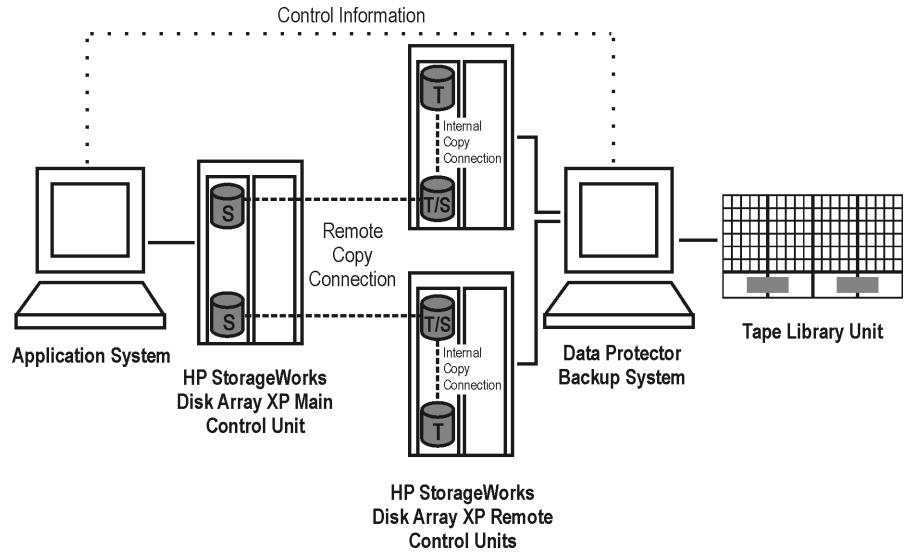 Control Information
T
Internal
Copy
Connection
T/S
S
Remote
Copy
Connection
S
T/S
Internal
Copy
Connection
T
Application System
HP StorageWorks
Disk Array XP Main
Control Unit
HP StorageWorks
Disk Array XP Remote
Control Units
Data Protector
Backup System
Tape Library Unit